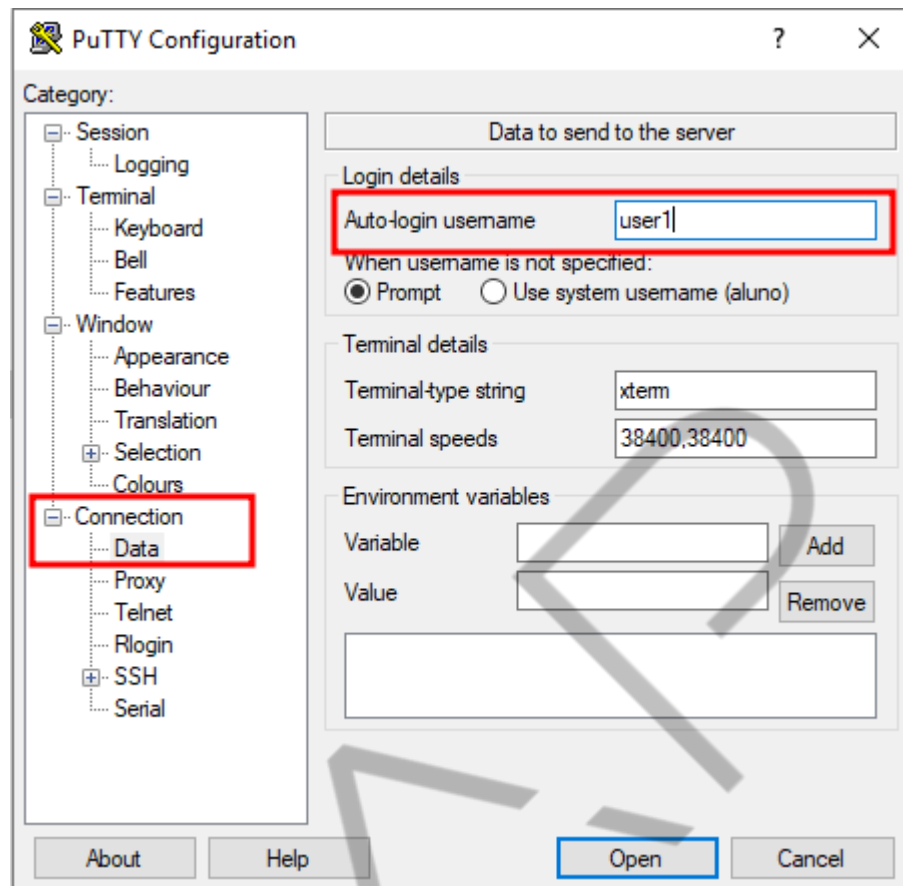 PuTTY Configuration ? ×
Category:
Session
Logging
Terminal
Keyboard
Bell
Features
Window
Appearance
Behaviour
Translation
Selection
Colours
Connection
Data
Proxy
Telnet
Rlogin
SSH
Serial
Data to send to the server
Login details
Auto-login username user1
When username is not specified:
Prompt Use system username (aluno)
Terminal details
Terminal-type string xterm
Terminal speeds 38400,38400
Environment variables
Variable Add
Value Remove
About Help Open Cancel